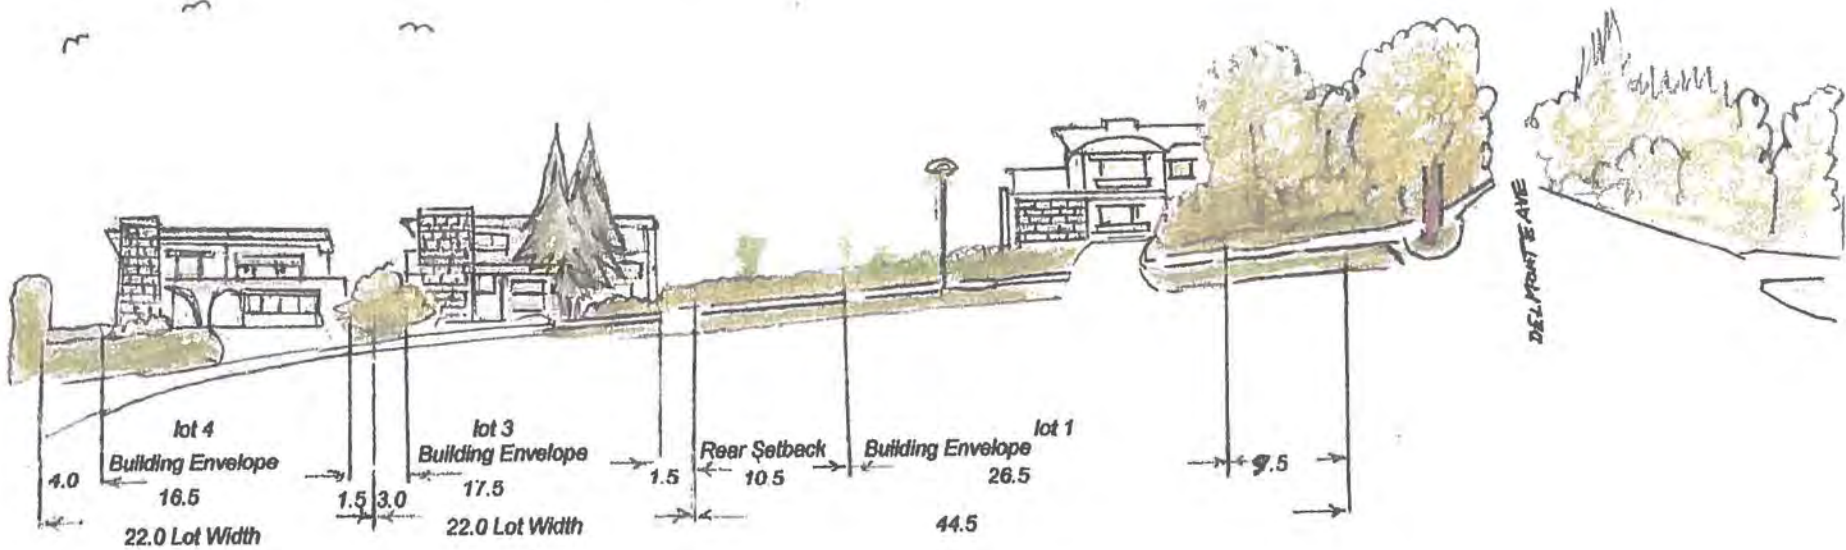 DEL MONTE AVE
lot 4
Building Envelope
4.0
16.5
1.5
22.0 Lot Width
lot 3
Building Envelope
3.0
17.5
1.5
22.0 Lot Width
Rear Setback
10.5
lot 1
Building Envelope
26.5
44.5